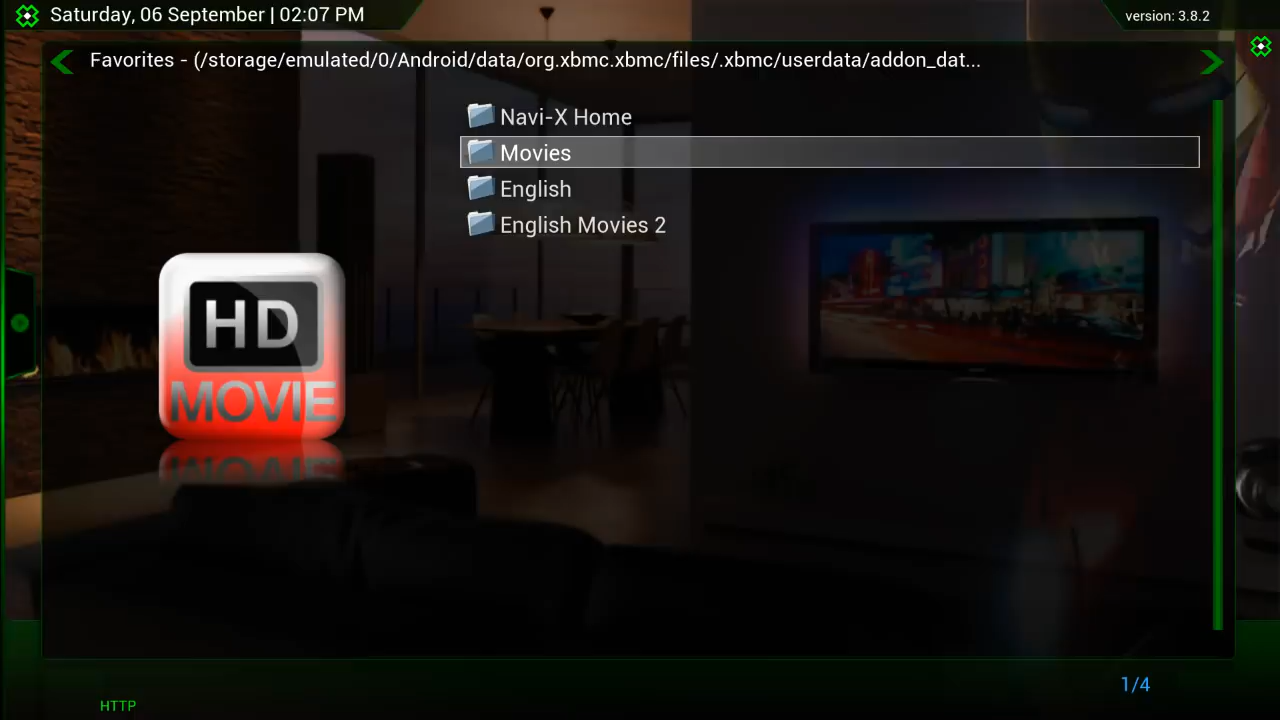 Saturday, 06 September | 02:07 PM
version: 3.8.2
Favorites - (/storage/emulated/0/Android/data/org.xbmc.xbmc/files/.xbmc/userdata/addon_dat...
Navi-X Home
Movies
English
English Movies 2
HD
MOVIE
1/4
HTTP